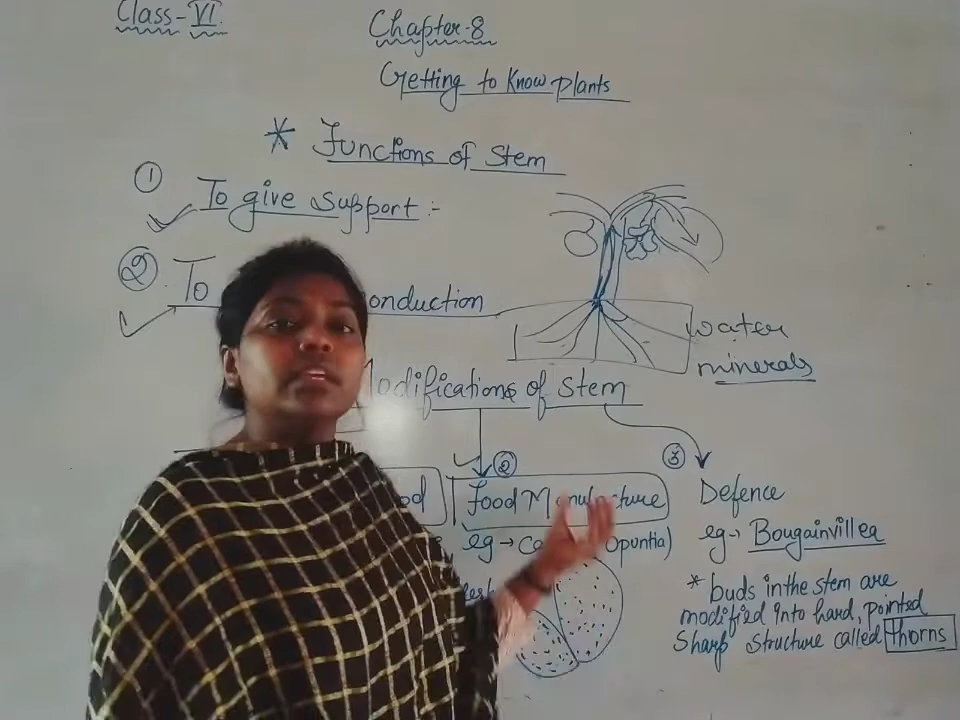 Class-VI
Chapter-8
Getting to Know plants
* Functions of Stem
① To give support :-
② To onduction
water
minerals
Modifications of stem
② ③
od Food Manufacture Defence
eg → Opuntia) eg → Bougainvillea
* buds in the stem are
modified into hard, pointed
Sharp structure called thorns